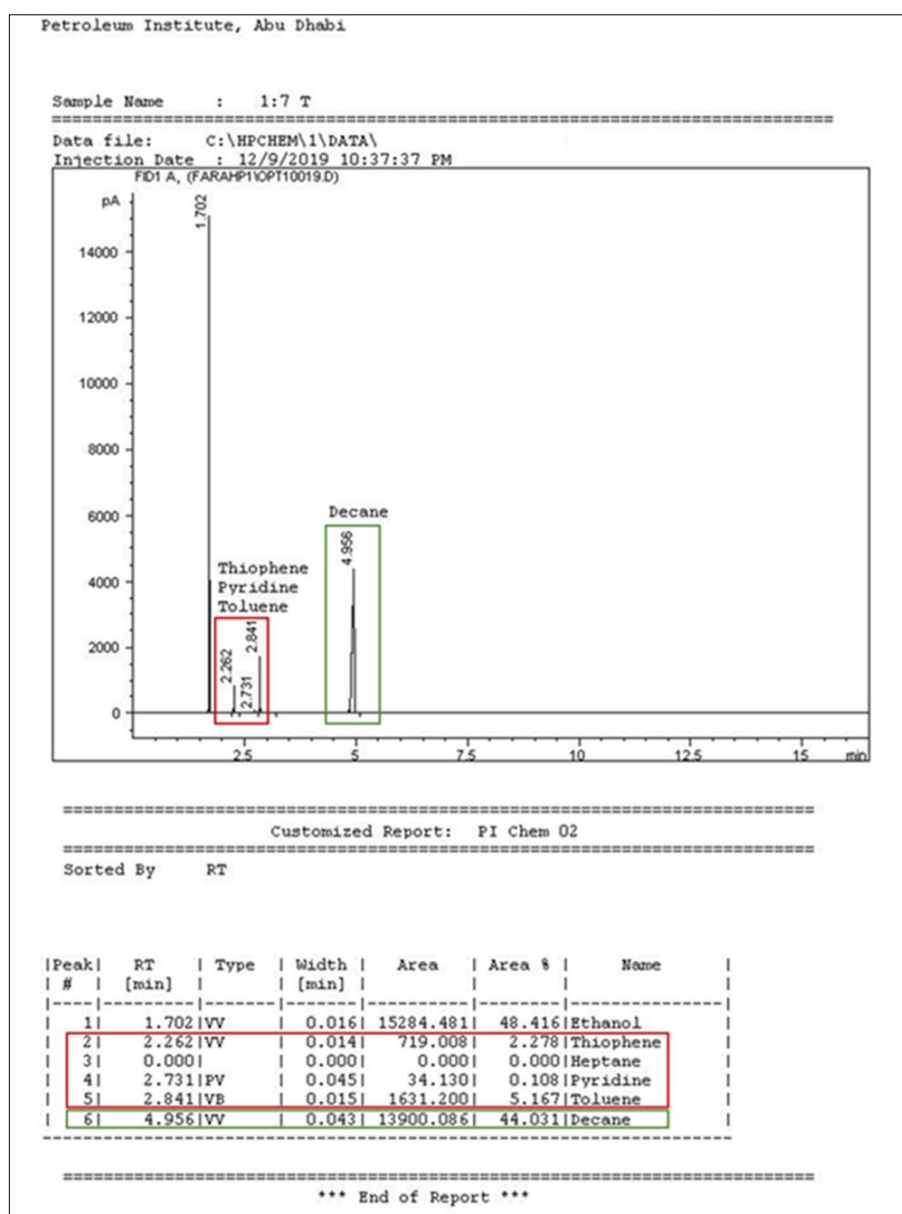 Petroleum Institute, Abu Dhabi
Sample Name : 1:7 T
================================================================================
Data file: C:\HPCHEM\1\DATA\
Injection Date : 12/9/2019 10:37:37 PM
FID1 A, (FARAHP1\OPT10019.D)
pA
14000
12000
10000
8000
6000
4000
2000
0
1.702
Thiophene
Pyridine
Toluene
2.262
2.731
2.841
Decane
4.956
2.5 5 7.5 10 12.5 15 min
=============================================================================
Customized Report: PI Chem 02
=============================================================================
Sorted By RT
|Peak| RT | Type | Width | Area | Area % | Name |
| # | [min] | | [min] | | | |
|----|---------|-------|-------|----------|--------|---------------|
| 1| 1.702|VV | 0.016| 15284.481| 48.416|Ethanol |
| 2| 2.262|VV | 0.014| 719.008| 2.278|Thiophene |
| 3| 0.000| | 0.000| 0.000| 0.000|Heptane |
| 4| 2.731|PV | 0.045| 34.130| 0.108|Pyridine |
| 5| 2.841|VB | 0.015| 1631.200| 5.167|Toluene |
| 6| 4.956|VV | 0.043| 13900.086| 44.031|Decane |
----------------------------------------------------------------------
=============================================================================
*** End of Report ***